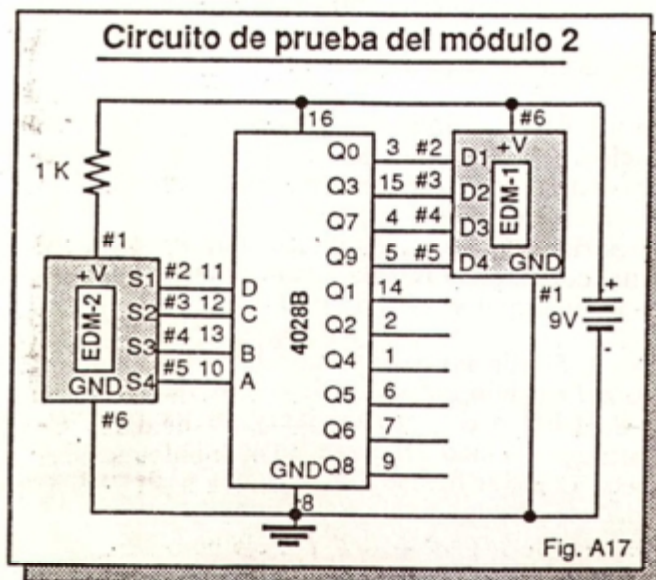 Circuito de prueba del módulo 2
16
#6
1 K
Q0 3 #2 D1 +V
Q3 15 #3 D2
Q7 4 #4 D3
EDM-1
Q9 5 #5 D4 GND
#1
+V
#1
EDM-2
S1 #2 11 D
S2 #3 12 C
S3 #4 13 B
S4 #5 10 A
GND
#6
4028B
Q1 14
Q2 2
Q4 1
Q5 6
Q6 7
Q8 9
GND
8
+
9V
-
Fig. A17